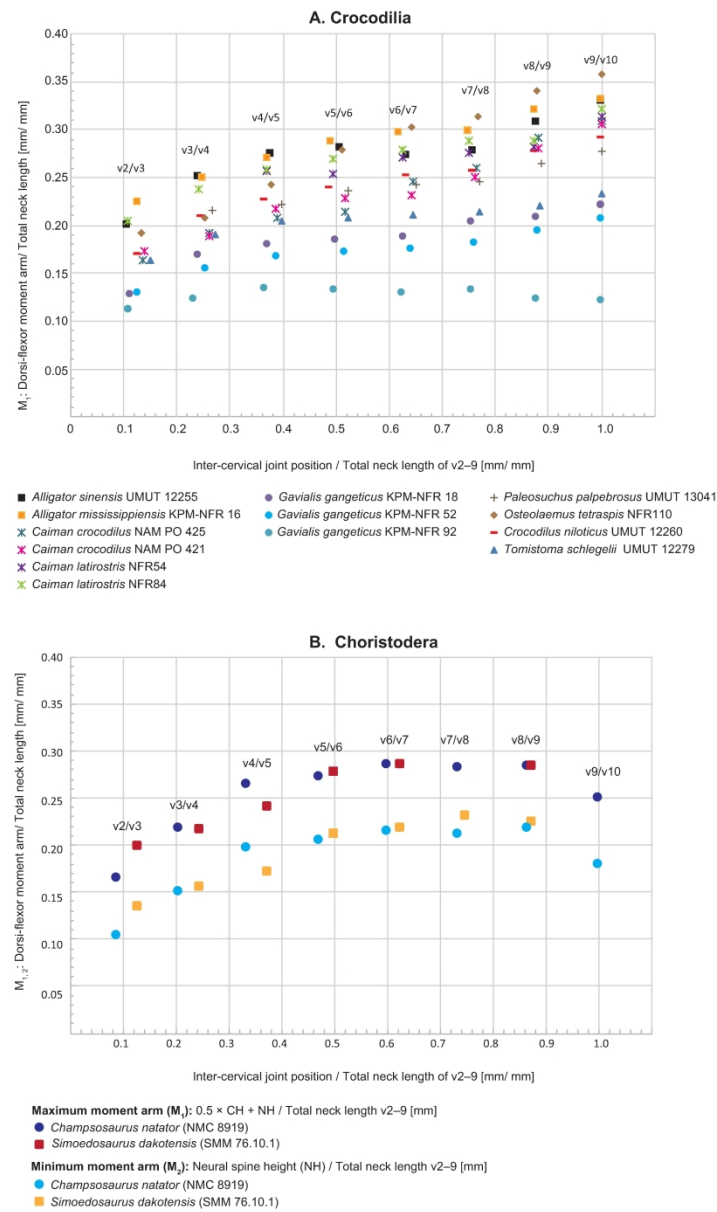 A. Crocodilia
M1: Dorsi-flexor moment arm/ Total neck length [mm/ mm]
0.40
0.35
0.30
0.25
0.20
0.15
0.10
0.05
v2/v3
v3/v4
v4/v5
v5/v6
v6/v7
v7/v8
v8/v9
v9/v10
0 0.1 0.2 0.3 0.4 0.5 0.6 0.7 0.8 0.9 1.0
Inter-cervical joint position / Total neck length of v2–9 [mm/ mm]
Alligator sinensis UMUT 12255
Alligator mississippiensis KPM-NFR 16
Caiman crocodilus NAM PO 425
Caiman crocodilus NAM PO 421
Caiman latirostris NFR54
Caiman latirostris NFR84
Gavialis gangeticus KPM-NFR 18
Gavialis gangeticus KPM-NFR 52
Gavialis gangeticus KPM-NFR 92
Paleosuchus palpebrosus UMUT 13041
Osteolaemus tetraspis NFR110
Crocodilus niloticus UMUT 12260
Tomistoma schlegelii UMUT 12279
B. Choristodera
M1,2: Dorsi-flexor moment arm/ Total neck length [mm/ mm]
0.40
0.35
0.30
0.25
0.20
0.15
0.10
0.05
v2/v3
v3/v4
v4/v5
v5/v6
v6/v7
v7/v8
v8/v9
v9/v10
0.1 0.2 0.3 0.4 0.5 0.6 0.7 0.8 0.9 1.0
Inter-cervical joint position / Total neck length of v2–9 [mm/ mm]
Maximum moment arm (M1): 0.5 × CH + NH / Total neck length v2–9 [mm]
Champsosaurus natator (NMC 8919)
Simoedosaurus dakotensis (SMM 76.10.1)
Minimum moment arm (M2): Neural spine height (NH) / Total neck length v2–9 [mm]
Champsosaurus natator (NMC 8919)
Simoedosaurus dakotensis (SMM 76.10.1)